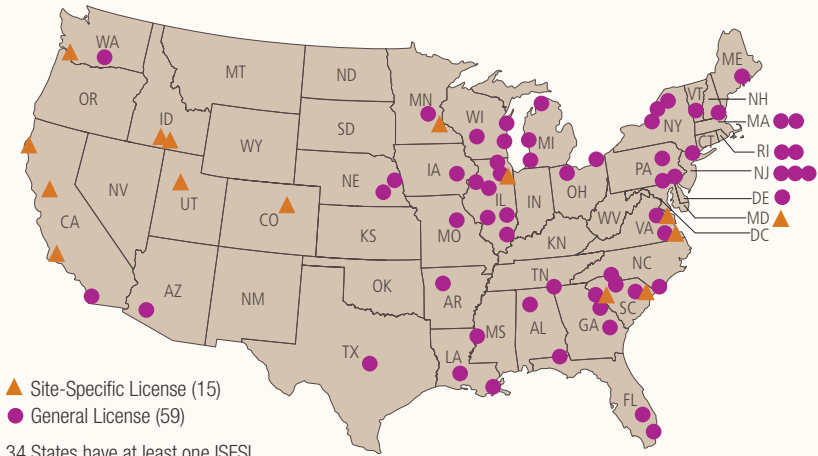 WA
MT
ND
MN
ME
VT
NH
OR
ID
SD
WI
MI
NY
MA
CT
RI
WY
IA
NE
PA
NJ
NV
UT
CO
IL
IN
OH
DE
MD
DC
CA
KS
MO
WV
VA
KN
AZ
NM
OK
AR
TN
NC
SC
TX
LA
MS
AL
GA
FL
Site-Specific License (15)
General License (59)
34 States have at least one ISFSI